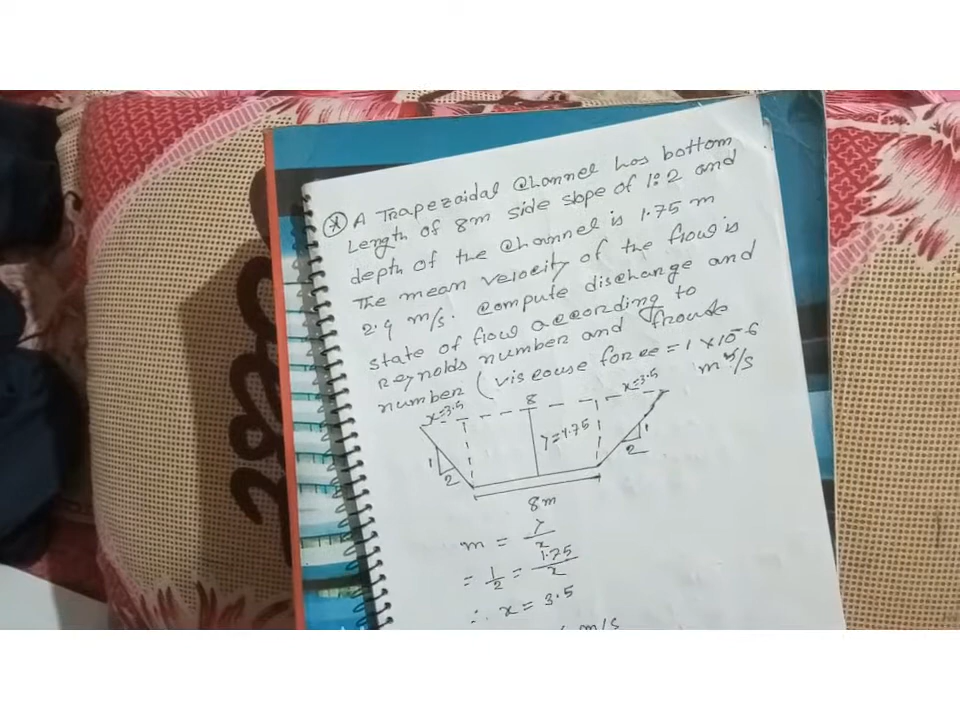 * A Trapezoidal Channel has bottom
Length of 8m side slope of 1:2 and
depth of the channel is 1.75 m
The mean velocity of the flow is
2.4 m/s. compute discharge and
state of flow according to
Reynolds number and froude
number (viscouse force = 1 × 10⁻⁶
m²/s
x=3.5 8 x=3.5
1 2 y=1.75 1 2
8m
m = y/x
= 1/2 = 1.75/x
∴ x = 3.5
m/s